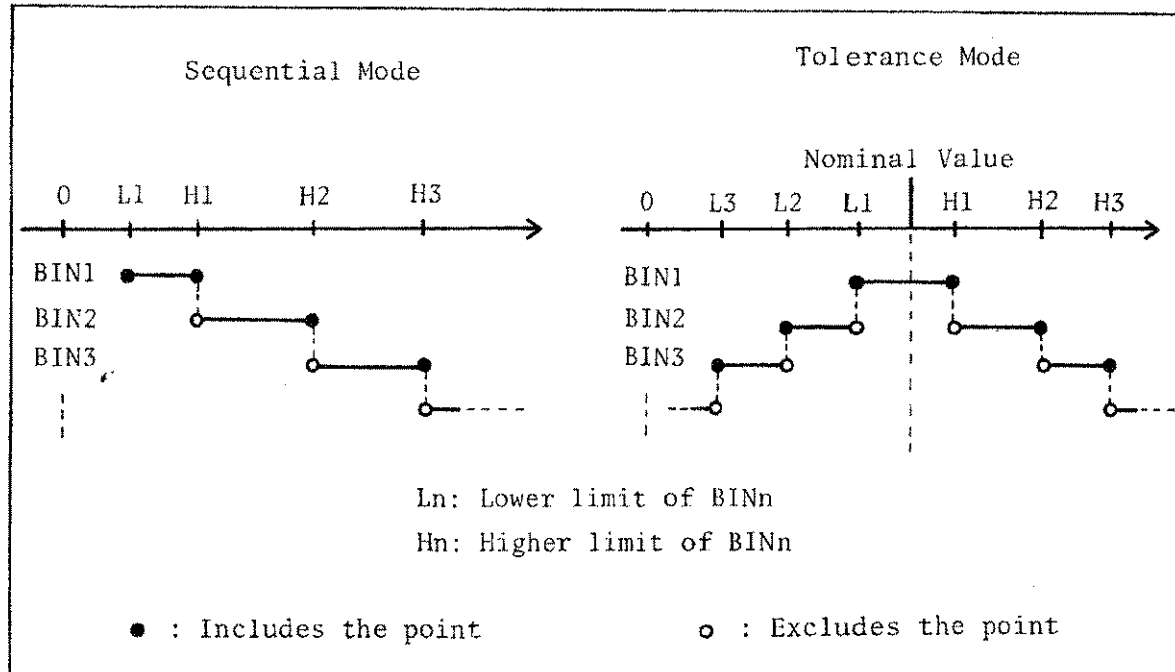 Sequential Mode
Tolerance Mode
Nominal Value
0 L1 H1 H2 H3
0 L3 L2 L1 H1 H2 H3
BIN1
BIN2
BIN3
BIN1
BIN2
BIN3
Ln: Lower limit of BINn
Hn: Higher limit of BINn
● : Includes the point
○ : Excludes the point